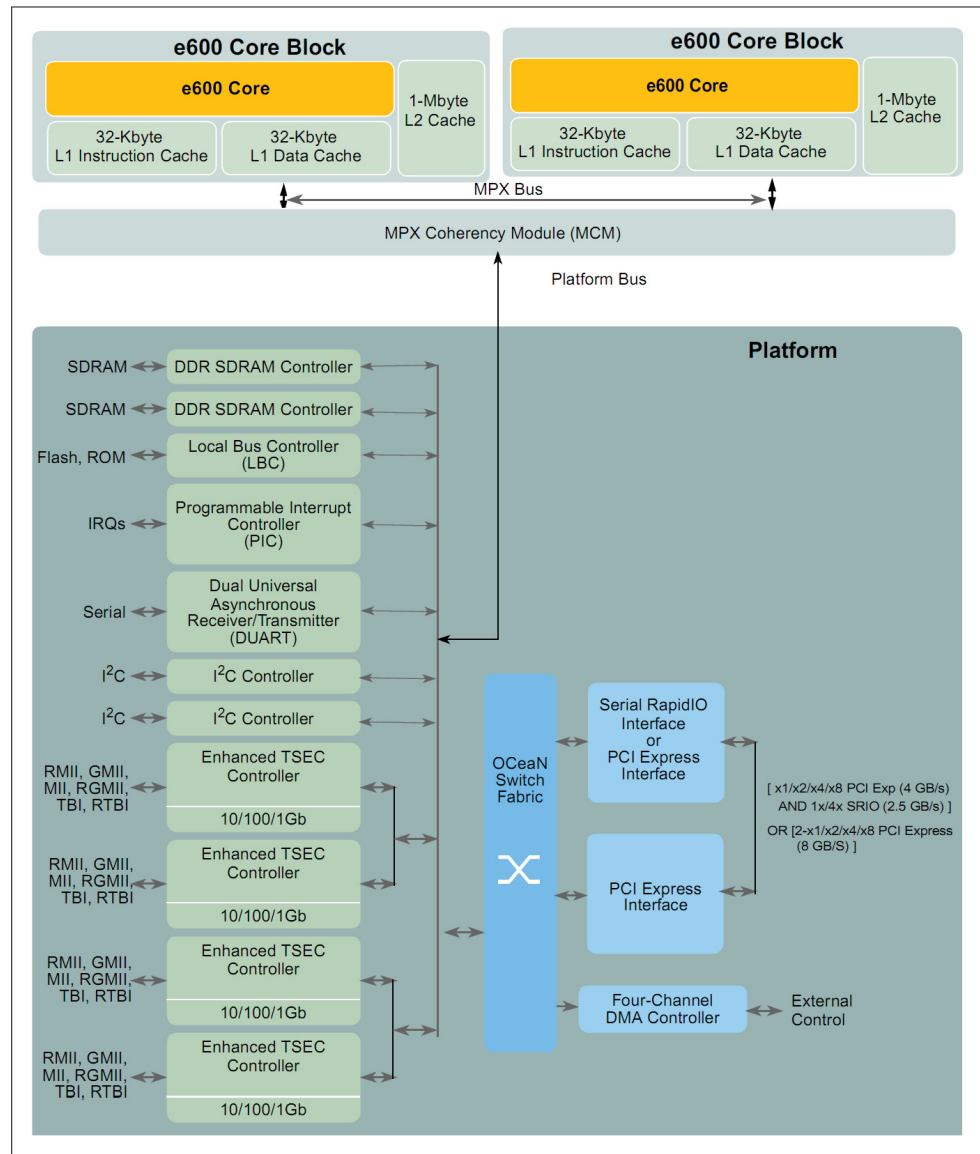 e600 Core Block
e600 Core
32-Kbyte
L1 Instruction Cache
32-Kbyte
L1 Data Cache
1-Mbyte
L2 Cache
e600 Core Block
e600 Core
32-Kbyte
L1 Instruction Cache
32-Kbyte
L1 Data Cache
1-Mbyte
L2 Cache
MPX Bus
MPX Coherency Module (MCM)
Platform Bus
Platform
SDRAM
DDR SDRAM Controller
SDRAM
DDR SDRAM Controller
Flash, ROM
Local Bus Controller
(LBC)
IRQs
Programmable Interrupt
Controller
(PIC)
Serial
Dual Universal
Asynchronous
Receiver/Transmitter
(DUART)
I²C
I²C Controller
I²C
I²C Controller
RMII, GMII,
MII, RGMII,
TBI, RTBI
Enhanced TSEC
Controller
10/100/1Gb
RMII, GMII,
MII, RGMII,
TBI, RTBI
Enhanced TSEC
Controller
10/100/1Gb
RMII, GMII,
MII, RGMII,
TBI, RTBI
Enhanced TSEC
Controller
10/100/1Gb
RMII, GMII,
MII, RGMII,
TBI, RTBI
Enhanced TSEC
Controller
10/100/1Gb
OCeaN
Switch
Fabric
Serial RapidIO
Interface
or
PCI Express
Interface
PCI Express
Interface
[ x1/x2/x4/x8 PCI Exp (4 GB/s)
AND 1x/4x SRIO (2.5 GB/s) ]
OR [2-x1/x2/x4/x8 PCI Express
(8 GB/S) ]
Four-Channel
DMA Controller
External
Control